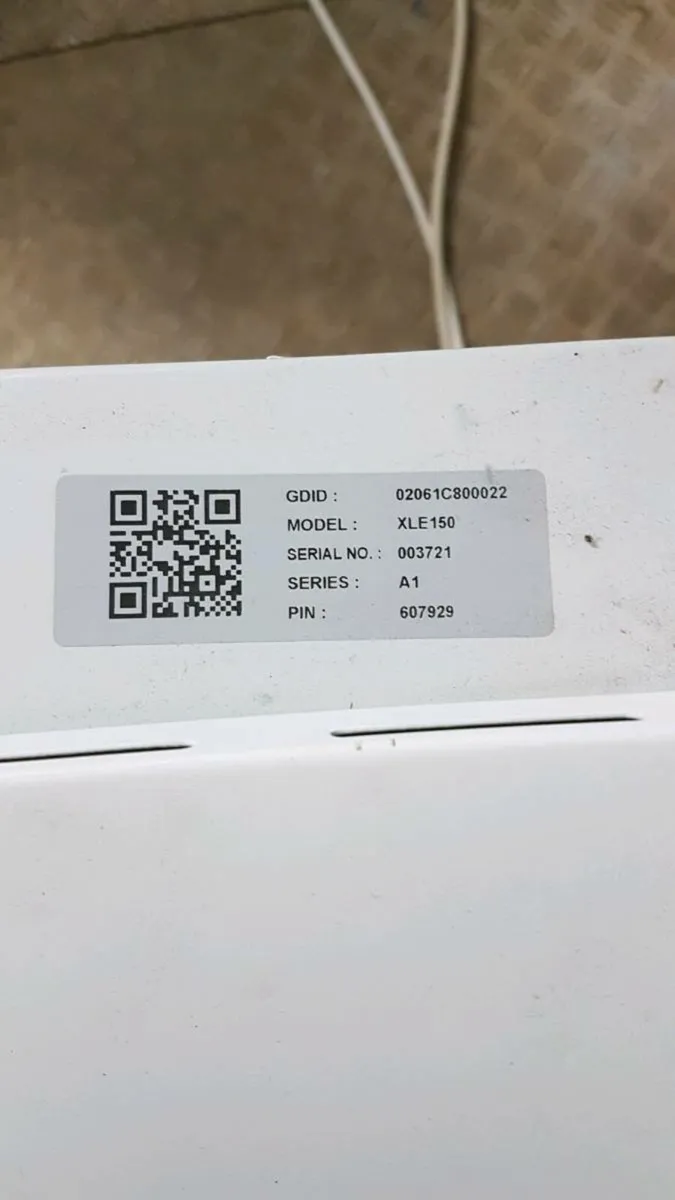 GDID : 02061C800022
MODEL : XLE150
SERIAL NO. : 003721
SERIES : A1
PIN : 607929